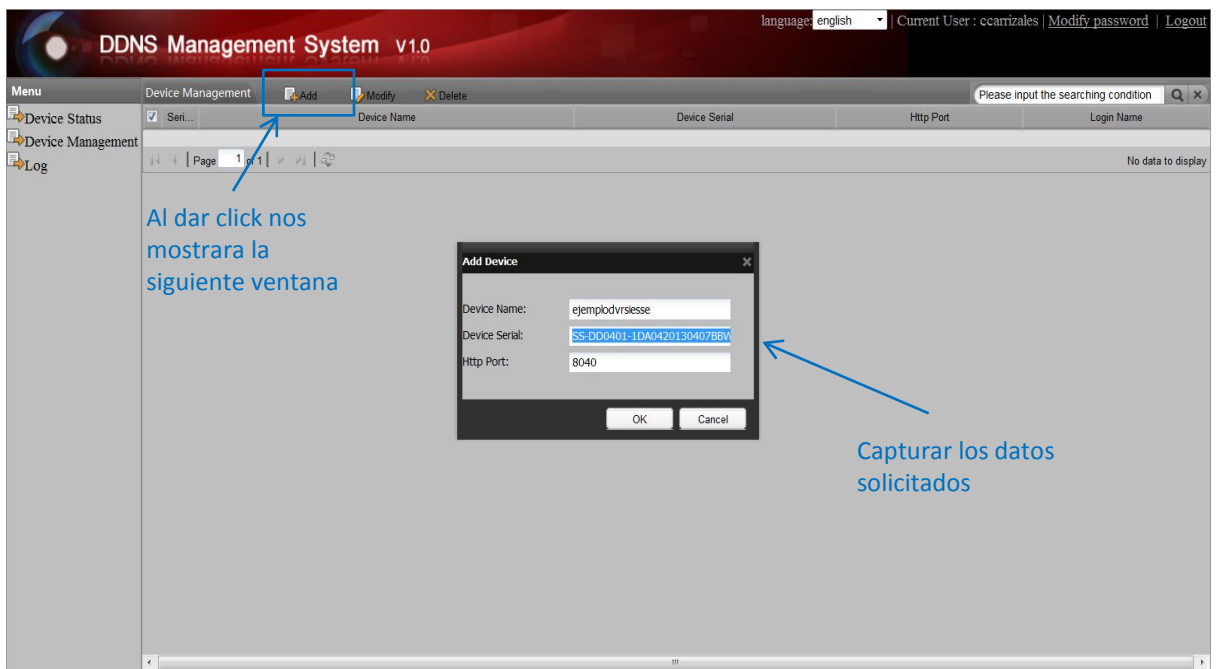 language: english | Current User : ccarrizales | Modify password | Logout
DDNS Management System V1.0
Menu
Device Management Add Modify Delete Please input the searching condition
Device Status
Device Management
Log
Seri... Device Name Device Serial Http Port Login Name
Page 1 of 1 No data to display
Al dar click nos
mostrara la
siguiente ventana
Add Device
Device Name: ejemplodvrsiesse
Device Serial: SS-DD0401-1DA0420130407BBW
Http Port: 8040
OK Cancel
Capturar los datos
solicitados